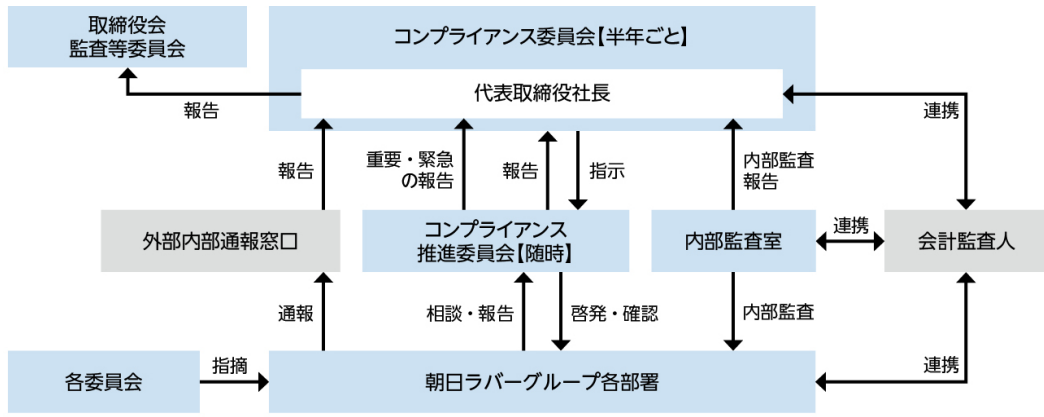 取締役会
監査等委員会
コンプライアンス委員会【半年ごと】
代表取締役社長
報告
連携
報告
重要・緊急
の報告
報告
指示
内部監査
報告
外部内部通報窓口
コンプライアンス
推進委員会【随時】
内部監査室
連携
会計監査人
通報
相談・報告
啓発・確認
内部監査
連携
各委員会
指摘
朝日ラバーグループ各部署